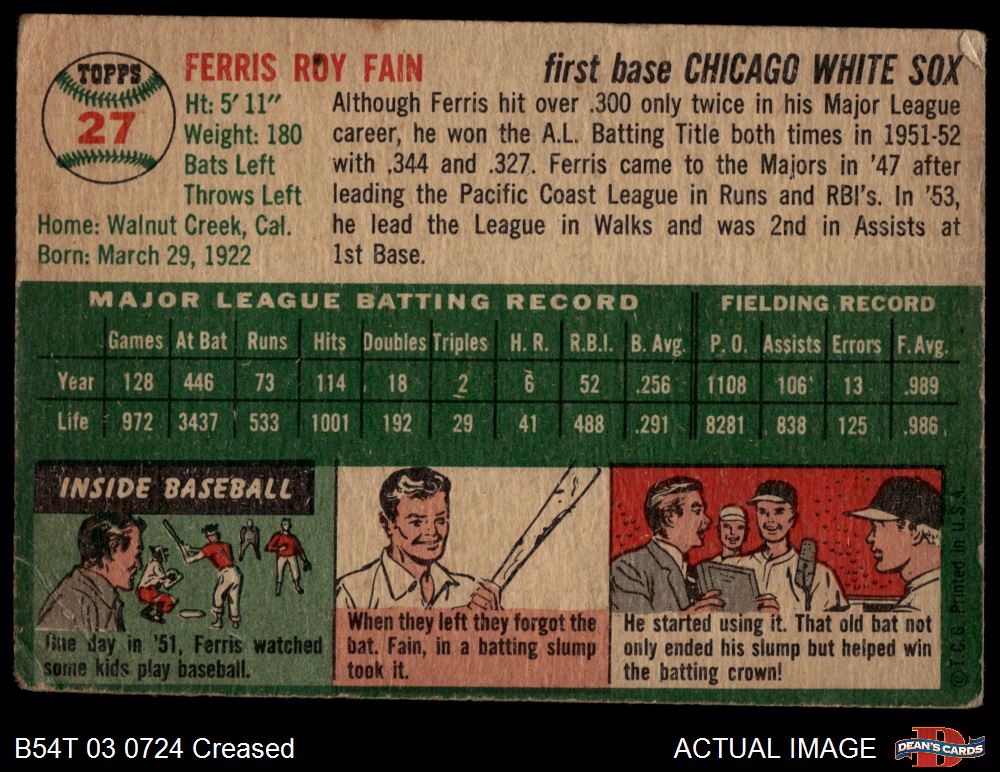 TOPPS
27
FERRIS ROY FAIN
first base CHICAGO WHITE SOX
Ht: 5' 11"
Weight: 180
Bats Left
Throws Left
Home: Walnut Creek, Cal.
Born: March 29, 1922
Although Ferris hit over .300 only twice in his Major League
career, he won the A.L. Batting Title both times in 1951-52
with .344 and .327. Ferris came to the Majors in '47 after
leading the Pacific Coast League in Runs and RBI's. In '53,
he lead the League in Walks and was 2nd in Assists at
1st Base.
MAJOR LEAGUE BATTING RECORD FIELDING RECORD
Games At Bat Runs Hits Doubles Triples H. R. R.B.I. B. Avg. P. O. Assists Errors F. Avg.
Year 128 446 73 114 18 2 6 52 .256 1108 106 13 .989
Life 972 3437 533 1001 192 29 41 488 .291 8281 838 125 .986
INSIDE BASEBALL
One day in '51, Ferris watched
some kids play baseball.
When they left they forgot the
bat. Fain, in a batting slump
took it.
He started using it. That old bat not
only ended his slump but helped win
the batting crown!
© T.C.G. Printed in U.S.A.
B54T 03 0724 Creased
ACTUAL IMAGE
D
DEAN'S CARDS